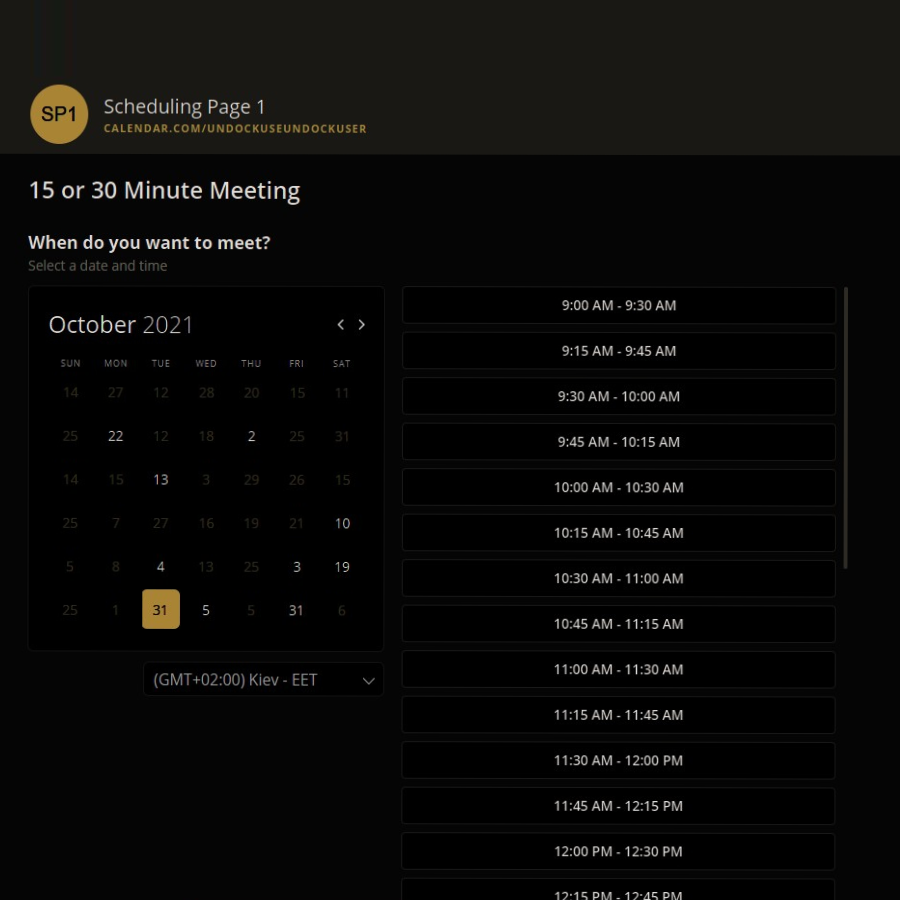 SP1
Scheduling Page 1
CALENDAR.COM/UNDOCKUSEUNDOCKUSER
15 or 30 Minute Meeting
When do you want to meet?
Select a date and time
October 2021
SUN MON TUE WED THU FRI SAT
14 27 12 28 20 15 11
25 22 12 18 2 25 31
14 15 13 3 29 26 15
25 7 27 16 19 21 10
5 8 4 13 25 3 19
25 1 31 5 5 31 6
(GMT+02:00) Kiev - EET
9:00 AM - 9:30 AM
9:15 AM - 9:45 AM
9:30 AM - 10:00 AM
9:45 AM - 10:15 AM
10:00 AM - 10:30 AM
10:15 AM - 10:45 AM
10:30 AM - 11:00 AM
10:45 AM - 11:15 AM
11:00 AM - 11:30 AM
11:15 AM - 11:45 AM
11:30 AM - 12:00 PM
11:45 AM - 12:15 PM
12:00 PM - 12:30 PM
12:15 PM - 12:45 PM